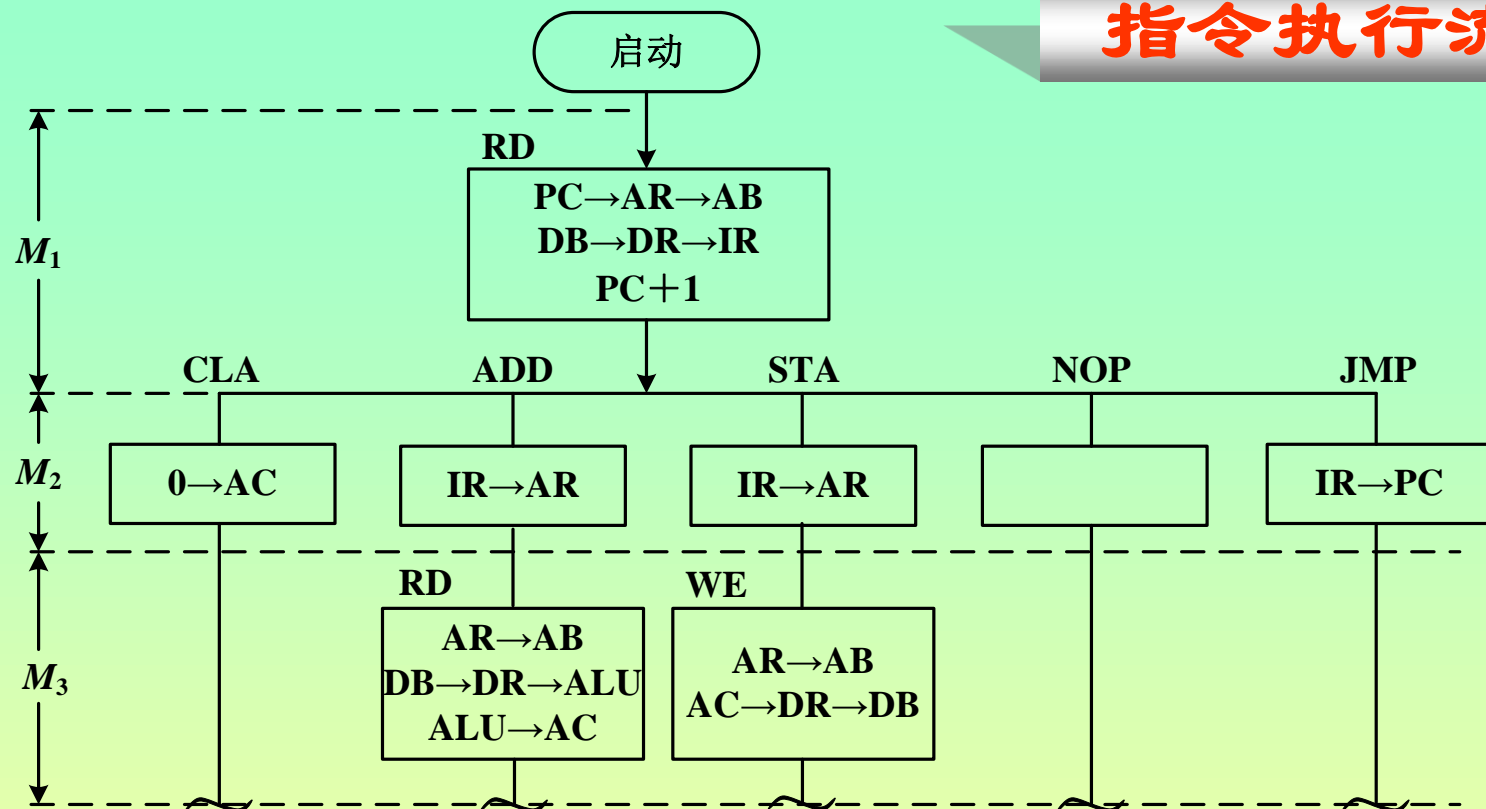 指令执行流
启动
RD
PC→AR→AB
DB→DR→IR
PC＋1
M1
CLA ADD STA NOP JMP
M2
0→AC IR→AR IR→AR IR→PC
RD WE
AR→AB
DB→DR→ALU
ALU→AC
AR→AB
AC→DR→DB
M3